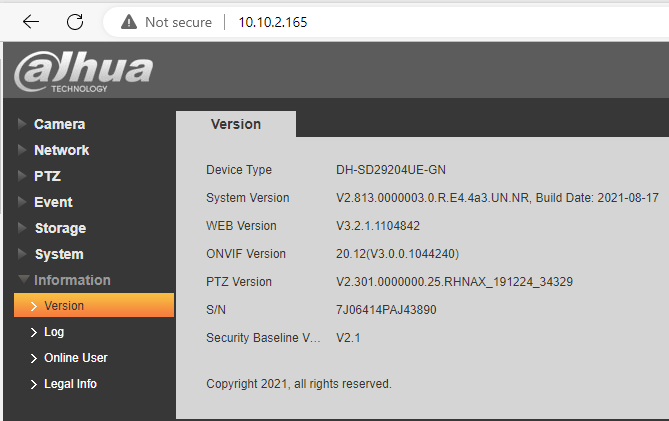 Not secure 10.10.2.165
alhua
TECHNOLOGY
Camera
Network
PTZ
Event
Storage
System
Information
Version
Log
Online User
Legal Info
Version
Device Type DH-SD29204UE-GN
System Version V2.813.0000003.0.R.E4.4a3.UN.NR, Build Date: 2021-08-17
WEB Version V3.2.1.1104842
ONVIF Version 20.12(V3.0.0.1044240)
PTZ Version V2.301.0000000.25.RHNAX_191224_34329
S/N 7J06414PAJ43890
Security Baseline V... V2.1
Copyright 2021, all rights reserved.